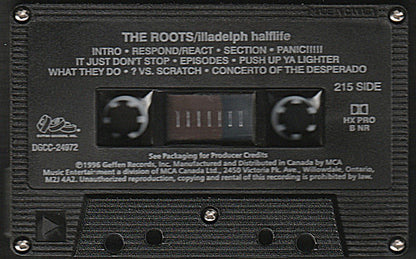 THE ROOTS/illadelph halflife
INTRO • RESPOND/REACT • SECTION • PANIC!!!!!
IT JUST DON'T STOP • EPISODES • PUSH UP YA LIGHTER
WHAT THEY DO • ? VS. SCRATCH • CONCERTO OF THE DESPERADO
215 SIDE
HX PRO
B NR
DGCC-24972
See Packaging for Producer Credits
©1996 Geffen Records, Inc. Manufactured and Distributed in Canada by MCA
Music Entertainment a division of MCA Canada Ltd., 2450 Victoria Pk. Ave., Willowdale, Ontario,
M2J 4A2. Unauthorized reproduction, copying and rental of this recording is prohibited by law.